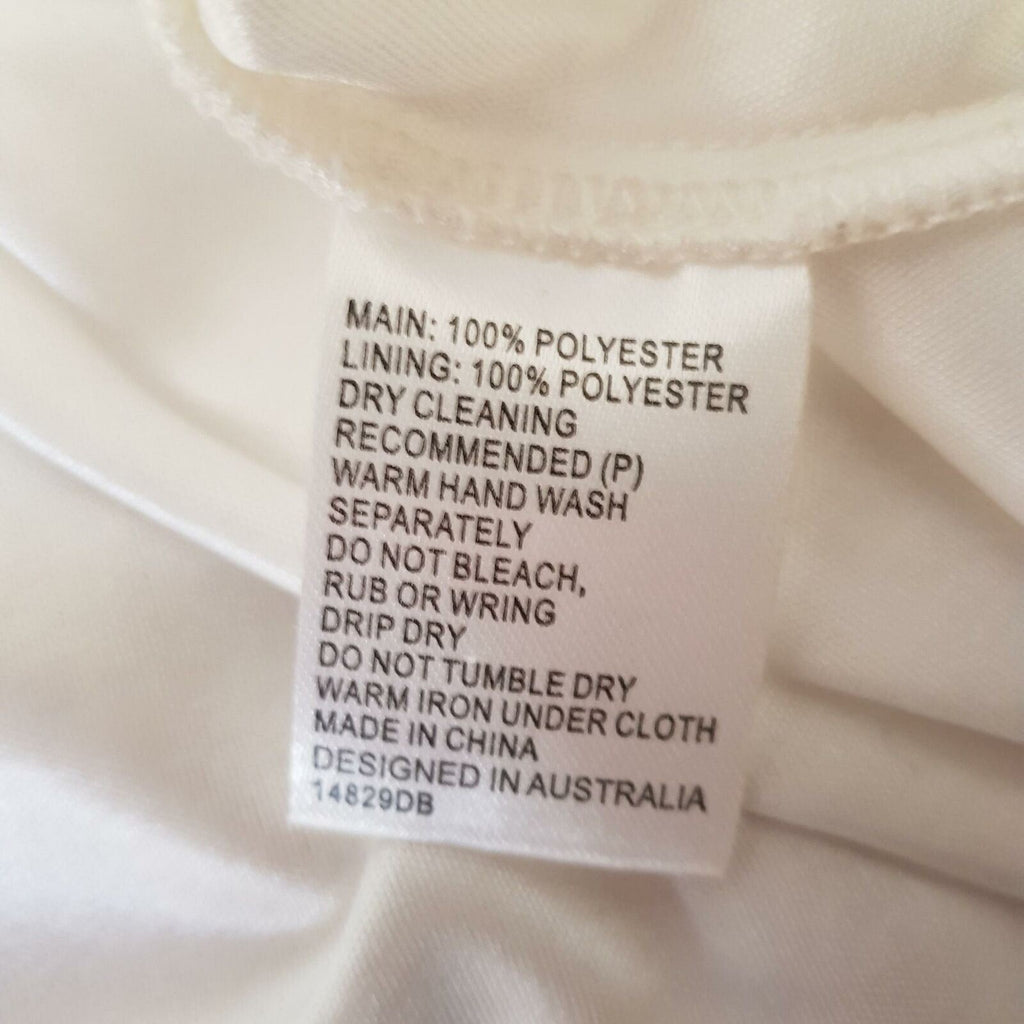 MAIN: 100% POLYESTER
LINING: 100% POLYESTER
DRY CLEANING
RECOMMENDED (P)
WARM HAND WASH
SEPARATELY
DO NOT BLEACH,
RUB OR WRING
DRIP DRY
DO NOT TUMBLE DRY
WARM IRON UNDER CLOTH
MADE IN CHINA
DESIGNED IN AUSTRALIA
14829DB